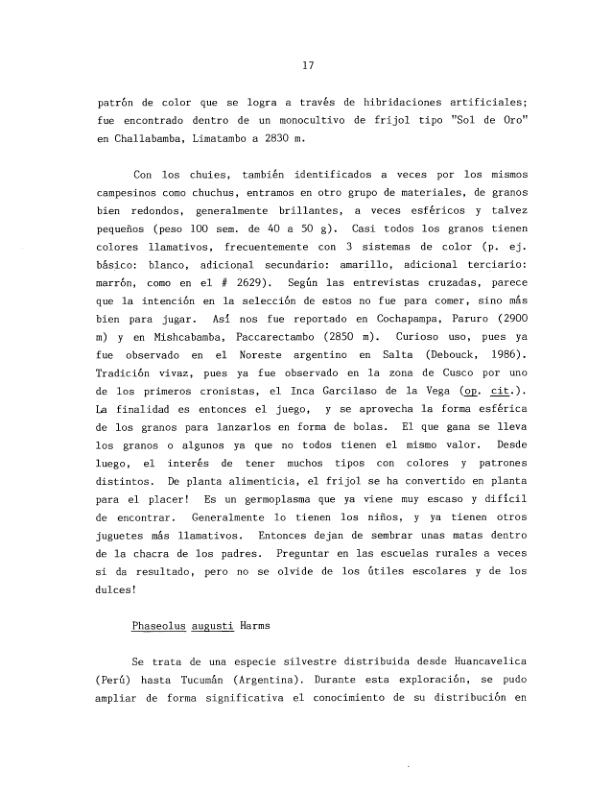 17
patrón de color que se logra a través de hibridaciones artificiales;
fue encontrado dentro de un monocultivo de frijol tipo "Sol de Oro"
en Challabamba, Limatambo a 2830 m.
Con los chuies, también identificados a veces por los mismos
campesinos como chuchus, entramos en otro grupo de materiales, de granos
bien redondos, generalmente brillantes, a veces esféricos y talvez
pequeños (peso 100 sem. de 40 a 50 g). Casi todos los granos tienen
colores llamativos, frecuentemente con 3 sistemas de color (p. ej.
básico: blanco, adicional secundario: amarillo, adicional terciario:
marrón, como en el # 2629). Según las entrevistas cruzadas, parece
que la intención en la selección de estos no fue para comer, sino más
bien para jugar. Así nos fue reportado en Cochapampa, Paruro (2900
m) y en Mishcabamba, Paccarectambo (2850 m). Curioso uso, pues ya
fue observado en el Noreste argentino en Salta (Debouck, 1986).
Tradición vivaz, pues ya fue observado en la zona de Cusco por uno
de los primeros cronistas, el Inca Garcilaso de la Vega (op. cit.).
La finalidad es entonces el juego, y se aprovecha la forma esférica
de los granos para lanzarlos en forma de bolas. El que gana se lleva
los granos o algunos ya que no todos tienen el mismo valor. Desde
luego, el interés de tener muchos tipos con colores y patrones
distintos. De planta alimenticia, el frijol se ha convertido en planta
para el placer! Es un germoplasma que ya viene muy escaso y difícil
de encontrar. Generalmente lo tienen los niños, y ya tienen otros
juguetes más llamativos. Entonces dejan de sembrar unas matas dentro
de la chacra de los padres. Preguntar en las escuelas rurales a veces
si da resultado, pero no se olvide de los útiles escolares y de los
dulces!
Phaseolus augusti Harms
Se trata de una especie silvestre distribuida desde Huancavelica
(Perú) hasta Tucumán (Argentina). Durante esta exploración, se pudo
ampliar de forma significativa el conocimiento de su distribución en